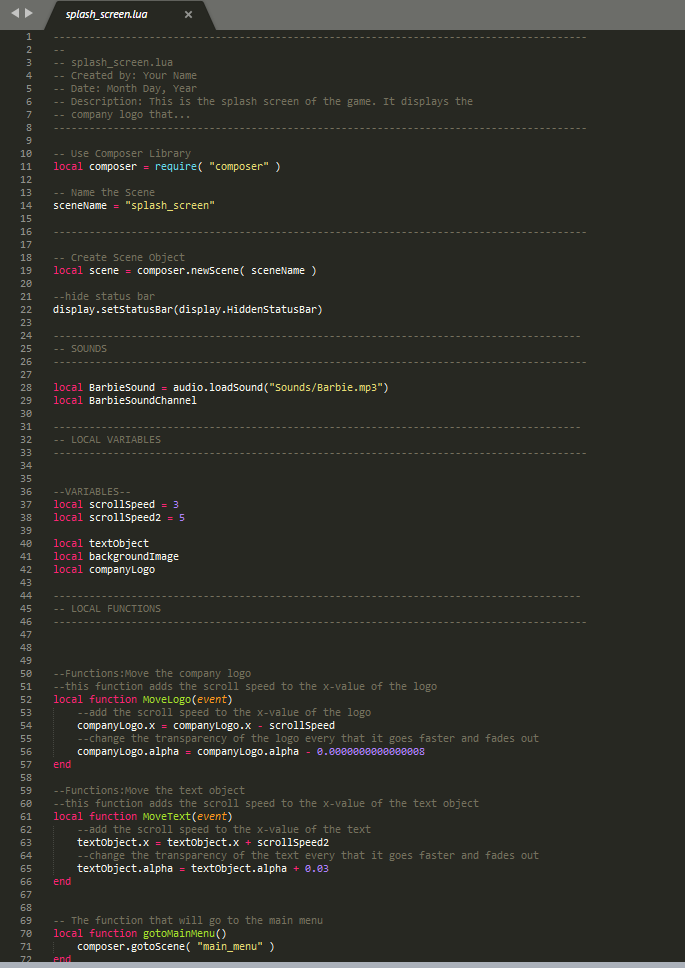 splash_screen.lua ×
1 -----------------------------------------------------------------------------------------
2 --
3 -- splash_screen.lua
4 -- Created by: Your Name
5 -- Date: Month Day, Year
6 -- Description: This is the splash screen of the game. It displays the
7 -- company logo that...
8 -----------------------------------------------------------------------------------------
9
10 -- Use Composer Library
11 local composer = require( "composer" )
12
13 -- Name the Scene
14 sceneName = "splash_screen"
15
16 -----------------------------------------------------------------------------------------
17
18 -- Create Scene Object
19 local scene = composer.newScene( sceneName )
20
21 --hide status bar
22 display.setStatusBar(display.HiddenStatusBar)
23
24 ----------------------------------------------------------------------------------------
25 -- SOUNDS
26 -----------------------------------------------------------------------------------------
27
28 local BarbieSound = audio.loadSound("Sounds/Barbie.mp3")
29 local BarbieSoundChannel
30
31 ----------------------------------------------------------------------------------------
32 -- LOCAL VARIABLES
33 -----------------------------------------------------------------------------------------
34
35
36 --VARIABLES--
37 local scrollSpeed = 3
38 local scrollSpeed2 = 5
39
40 local textObject
41 local backgroundImage
42 local companyLogo
43
44 ----------------------------------------------------------------------------------------
45 -- LOCAL FUNCTIONS
46 -----------------------------------------------------------------------------------------
47
48
49
50 --Functions:Move the company logo
51 --this function adds the scroll speed to the x-value of the logo
52 local function MoveLogo(event)
53 --add the scroll speed to the x-value of the logo
54 companyLogo.x = companyLogo.x - scrollSpeed
55 --change the transparency of the logo every that it goes faster and fades out
56 companyLogo.alpha = companyLogo.alpha - 0.0000000000000008
57 end
58
59 --Functions:Move the text object
60 --this function adds the scroll speed to the x-value of the text object
61 local function MoveText(event)
62 --add the scroll speed to the x-value of the text
63 textObject.x = textObject.x + scrollSpeed2
64 --change the transparency of the text every that it goes faster and fades out
65 textObject.alpha = textObject.alpha + 0.03
66 end
67
68
69 -- The function that will go to the main menu
70 local function gotoMainMenu()
71 composer.gotoScene( "main_menu" )
72 end